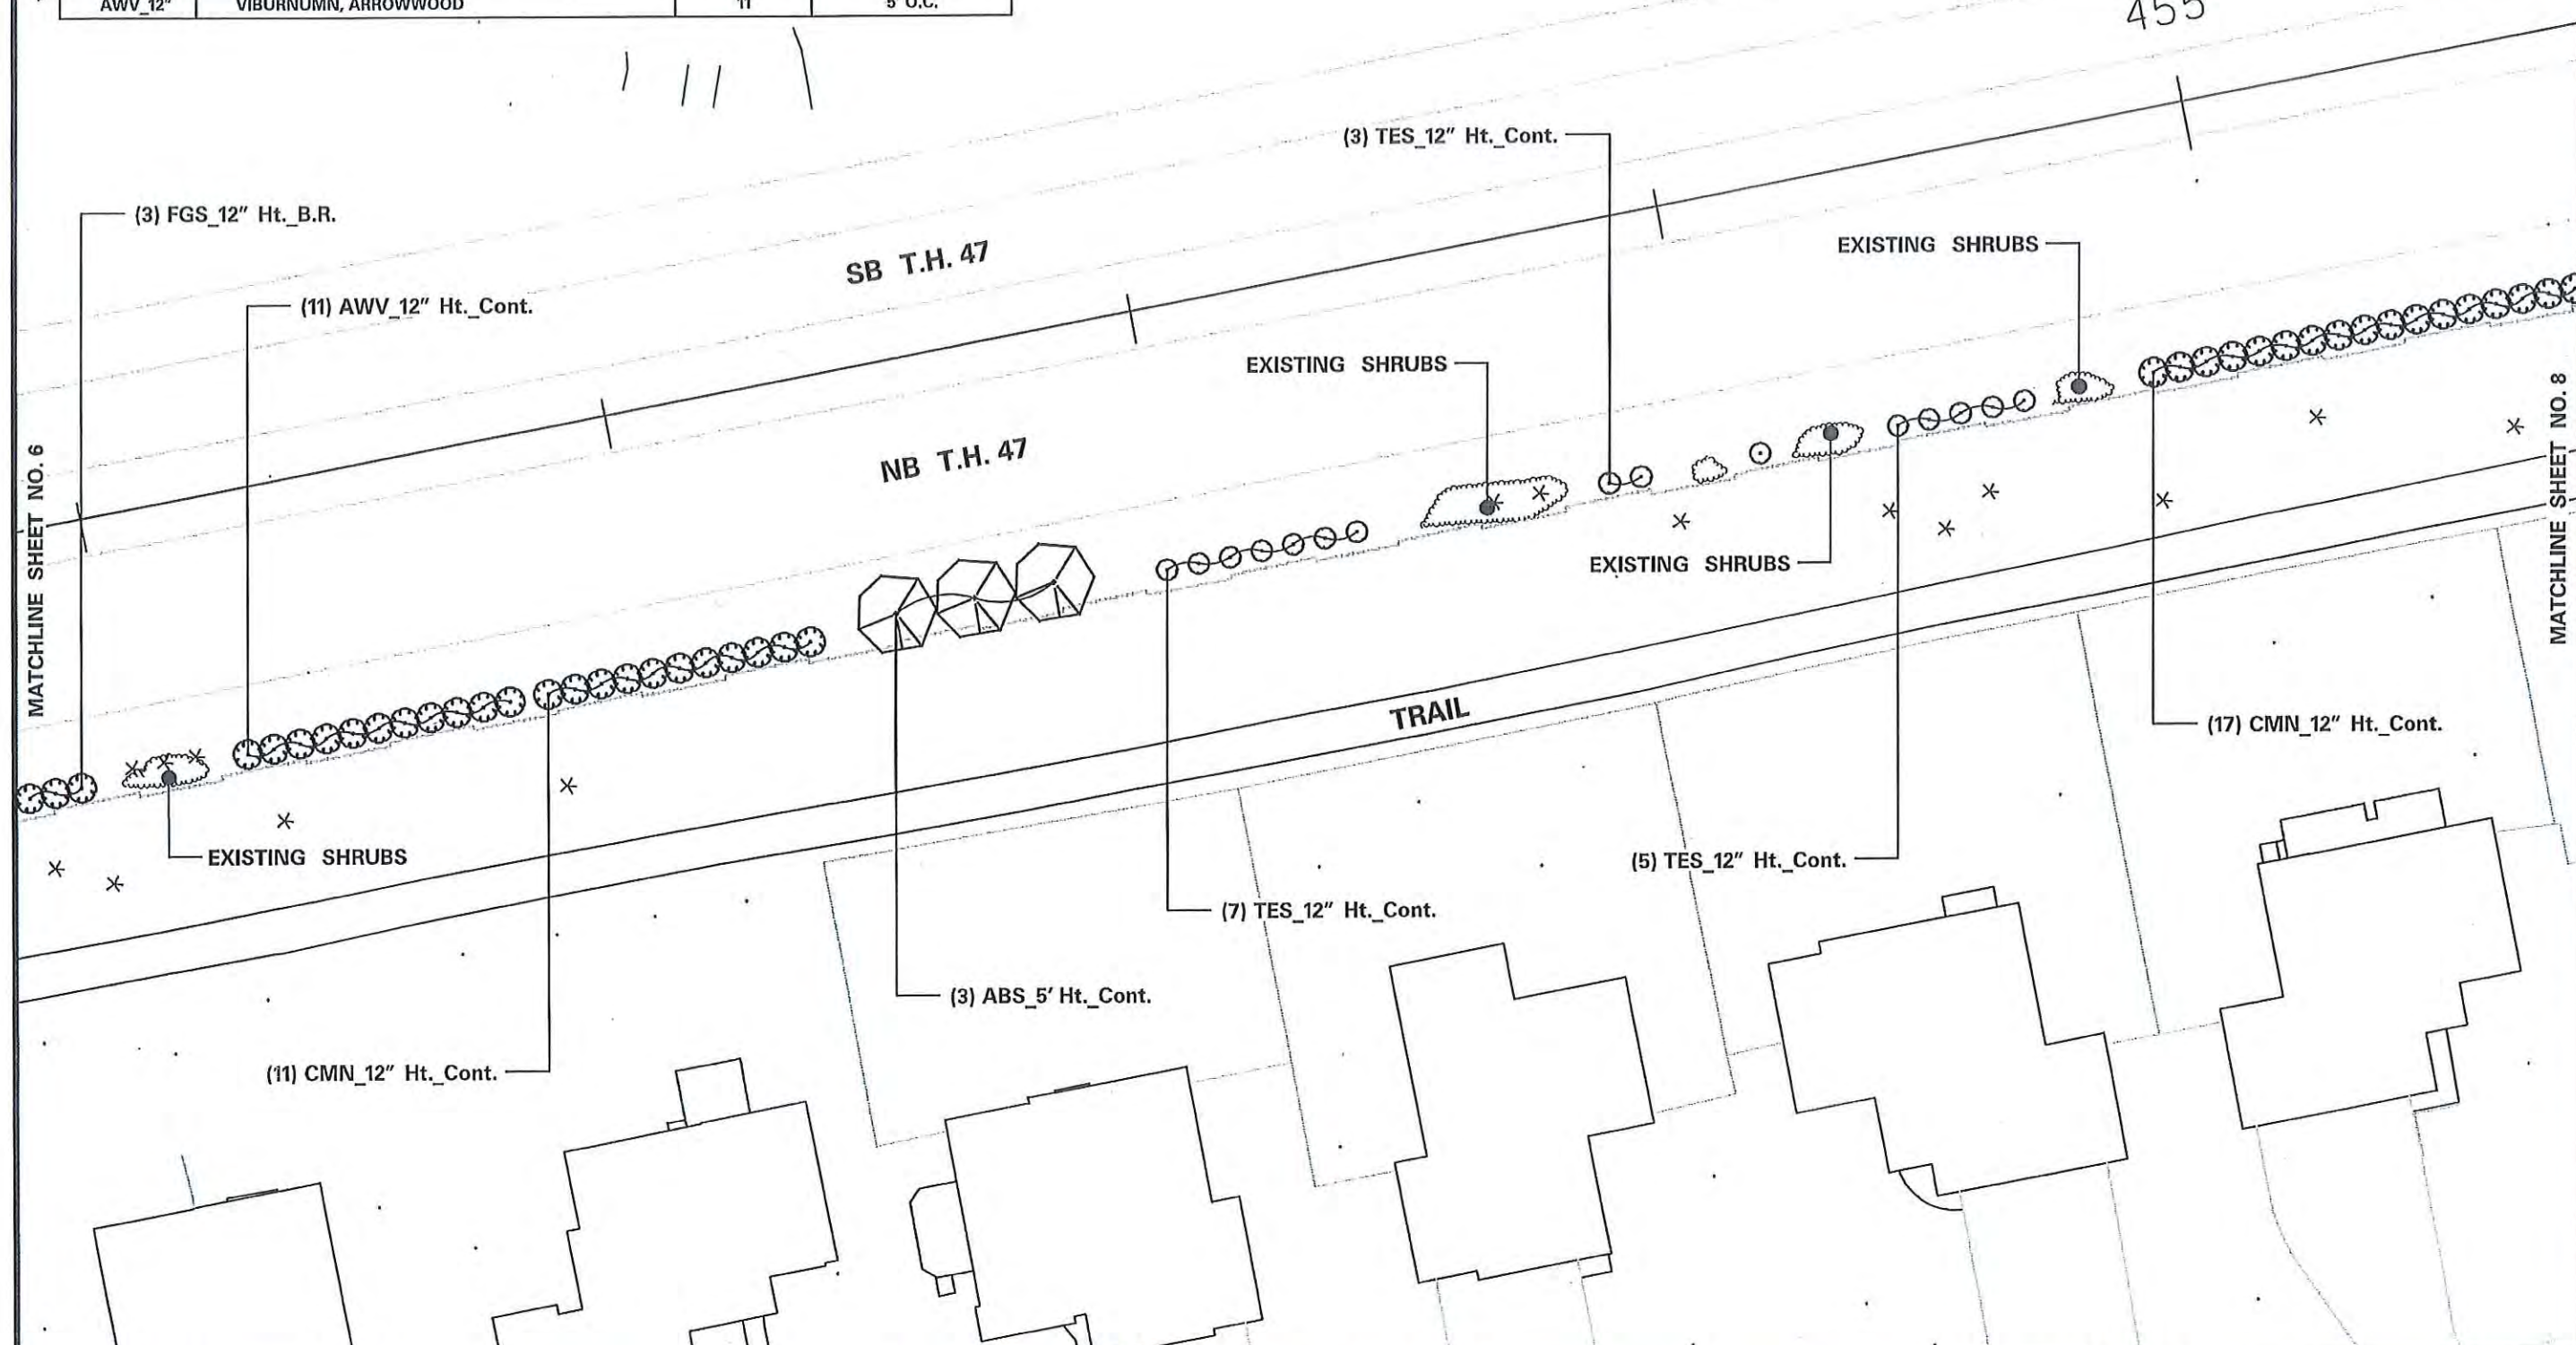 AWV_12" VIBURNUMN, ARROWWOOD 11 5' O.C.
455
(3) TES_12" Ht._Cont.
(3) FGS_12" Ht._B.R.
SB T.H. 47
EXISTING SHRUBS
(11) AWV_12" Ht._Cont.
EXISTING SHRUBS
NB T.H. 47
MATCHLINE SHEET NO. 6
MATCHLINE SHEET NO. 8
EXISTING SHRUBS
TRAIL
(17) CMN_12" Ht._Cont.
EXISTING SHRUBS
(5) TES_12" Ht._Cont.
(7) TES_12" Ht._Cont.
(3) ABS_5' Ht._Cont.
(11) CMN_12" Ht._Cont.